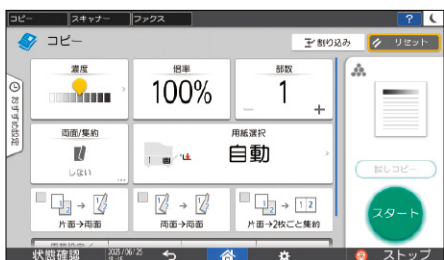 コピー
スキャナー
ファクス
?
コピー
割り込み
リセット
濃度
倍率
部数
100%
1
おすすめ設定
両面/集約
しない
用紙選択
自動
試しコピー
片面→両面
両面→両面
片面→2枚ごと集約
スタート
状態確認
2021/06/25
ストップ